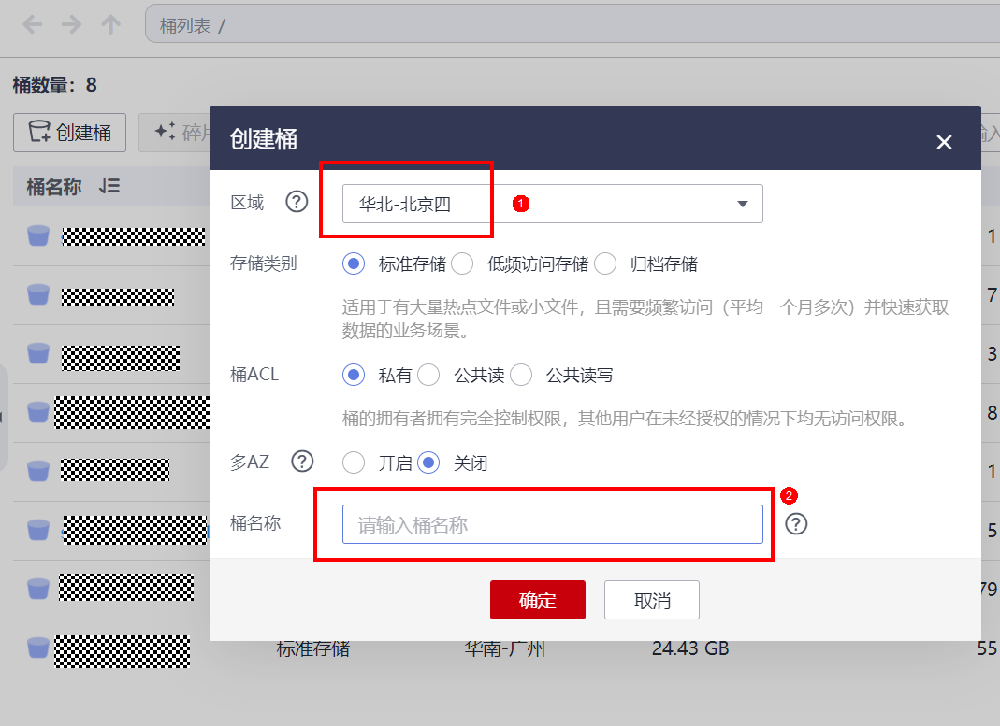 桶列表 /
桶数量：8
创建桶
碎片
创建桶
桶名称
区域 ? 华北-北京四 1
存储类别 标准存储 低频访问存储 归档存储
适用于有大量热点文件或小文件，且需要频繁访问（平均一个月多次）并快速获取
数据的业务场景。
桶ACL 私有 公共读 公共读写
桶的拥有者拥有完全控制权限，其他用户在未经授权的情况下均无访问权限。
多AZ ? 开启 关闭
2
桶名称 请输入桶名称 ?
确定 取消
1
7
3
8
1
5
79
标准存储 华南-广州 24.43 GB 55